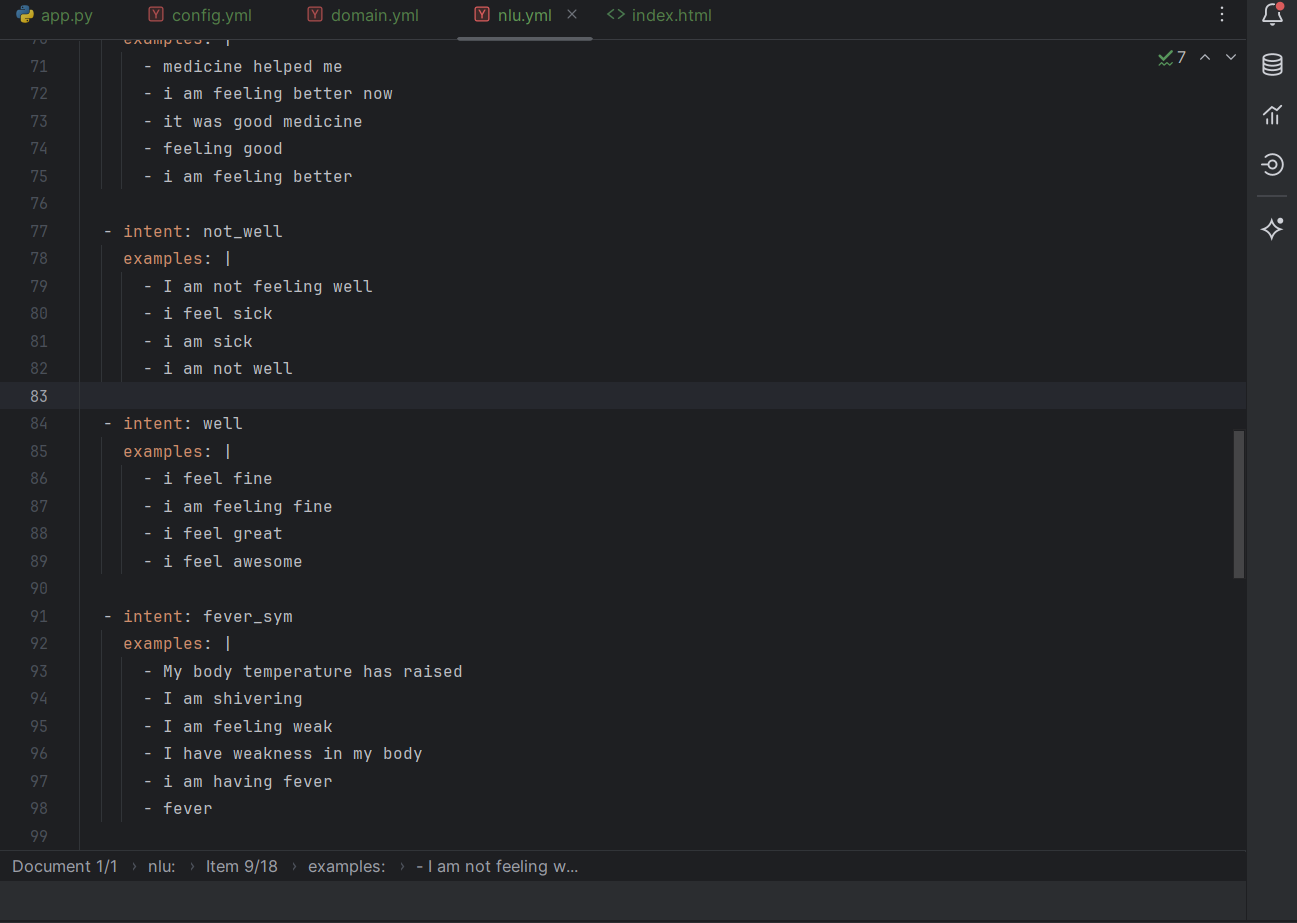 app.py config.yml domain.yml nlu.yml index.html
70 examples: |
7
71 - medicine helped me
72 - i am feeling better now
73 - it was good medicine
74 - feeling good
75 - i am feeling better
76
77 - intent: not_well
78 examples: |
79 - I am not feeling well
80 - i feel sick
81 - i am sick
82 - i am not well
83
84 - intent: well
85 examples: |
86 - i feel fine
87 - i am feeling fine
88 - i feel great
89 - i feel awesome
90
91 - intent: fever_sym
92 examples: |
93 - My body temperature has raised
94 - I am shivering
95 - I am feeling weak
96 - I have weakness in my body
97 - i am having fever
98 - fever
99
Document 1/1 › nlu: › Item 9/18 › examples: › - I am not feeling w...